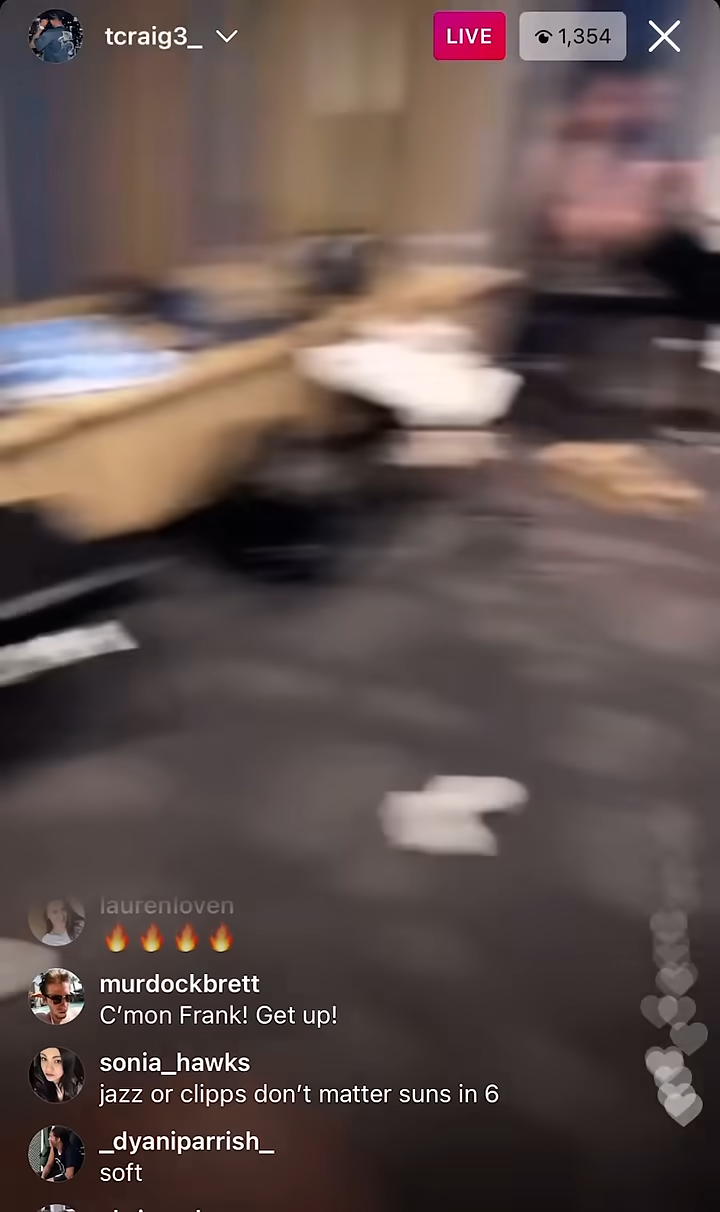 tcraig3_
LIVE
1,354
laurenloven
🔥 🔥 🔥 🔥
murdockbrett
C’mon Frank! Get up!
sonia_hawks
jazz or clipps don’t matter suns in 6
_dyaniparrish_
soft